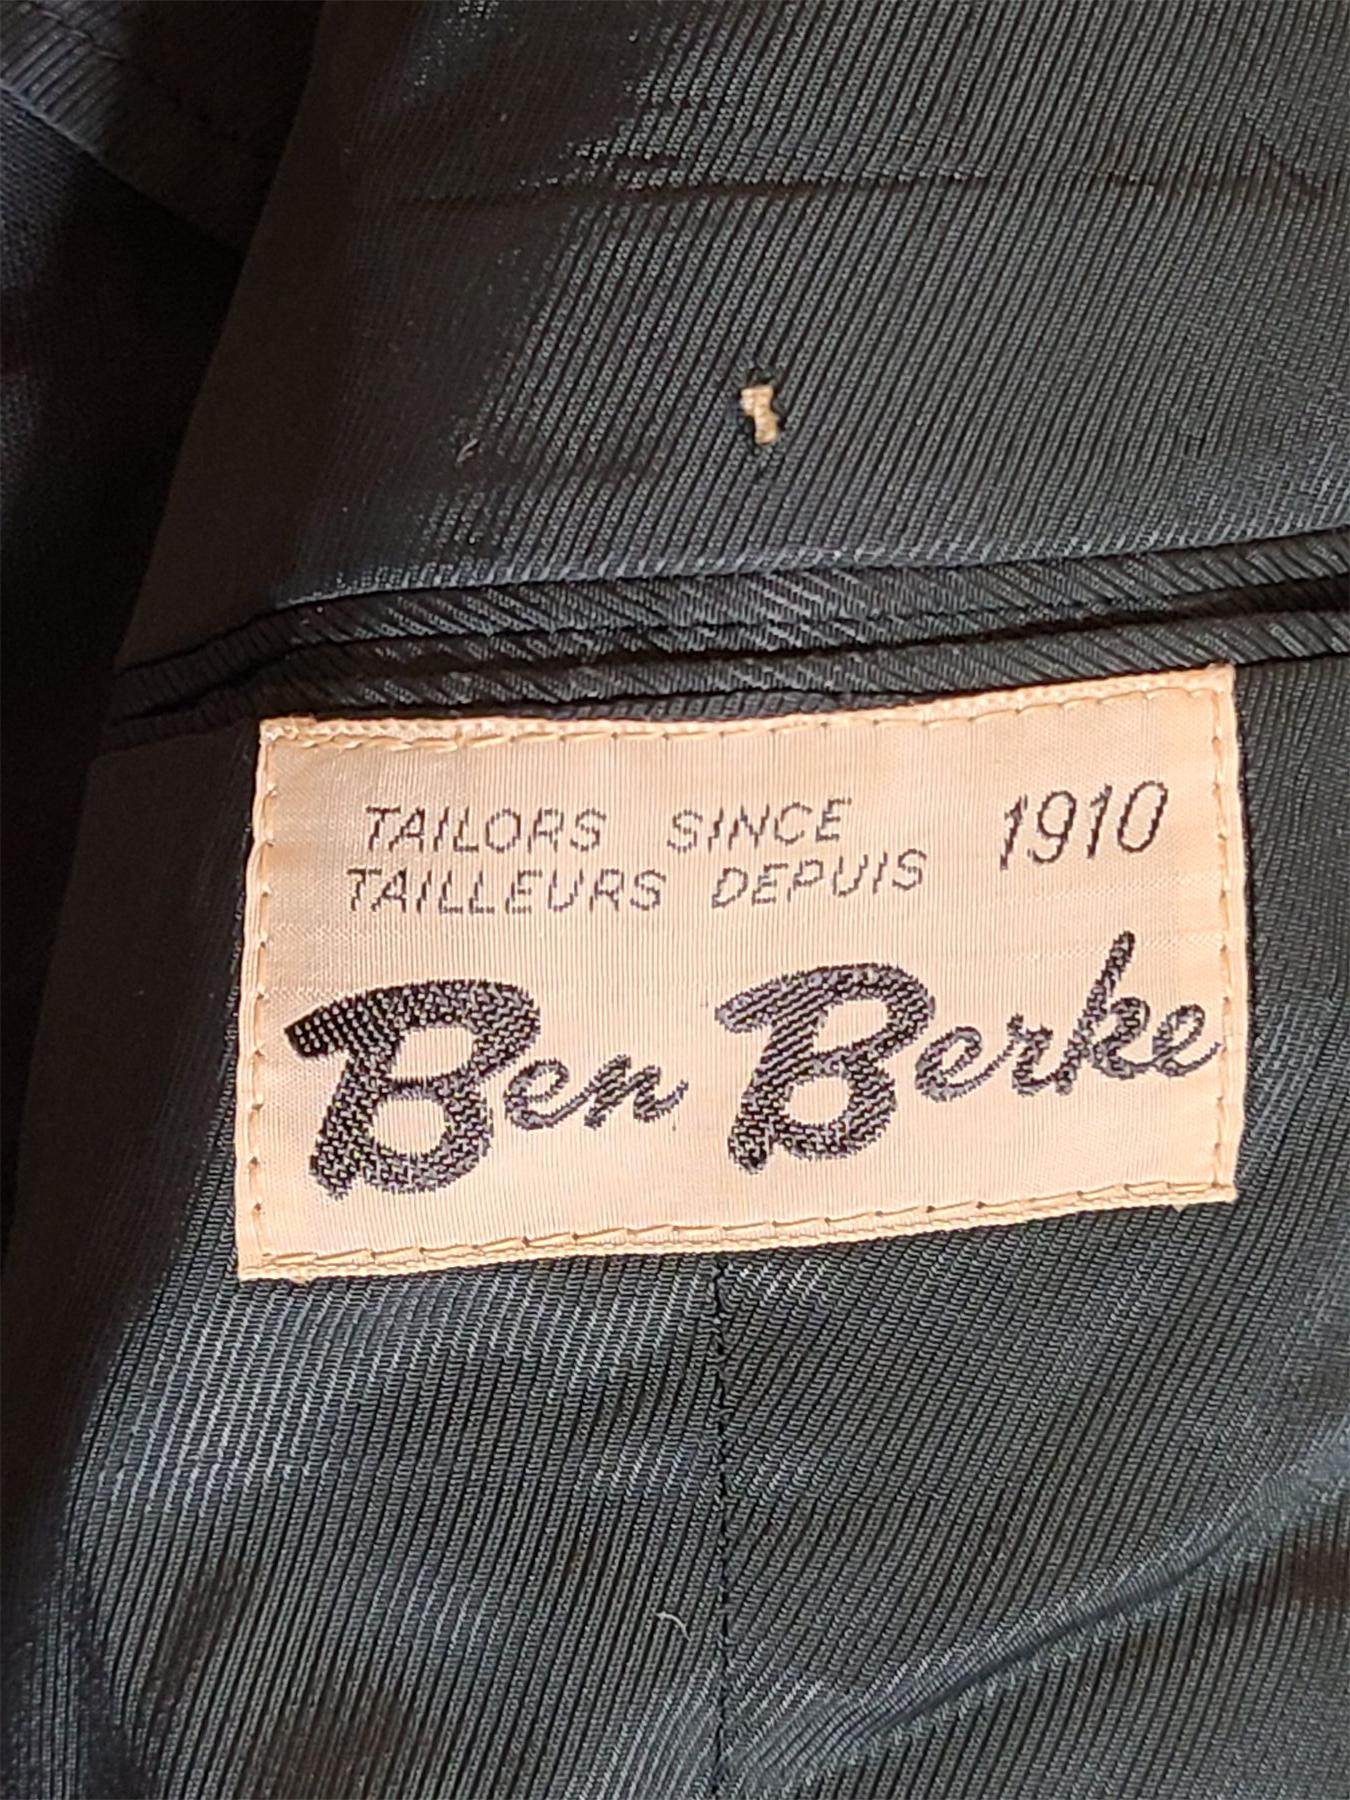 TAILORS SINCE 1910
TAILLEURS DEPUIS
Ben Berke